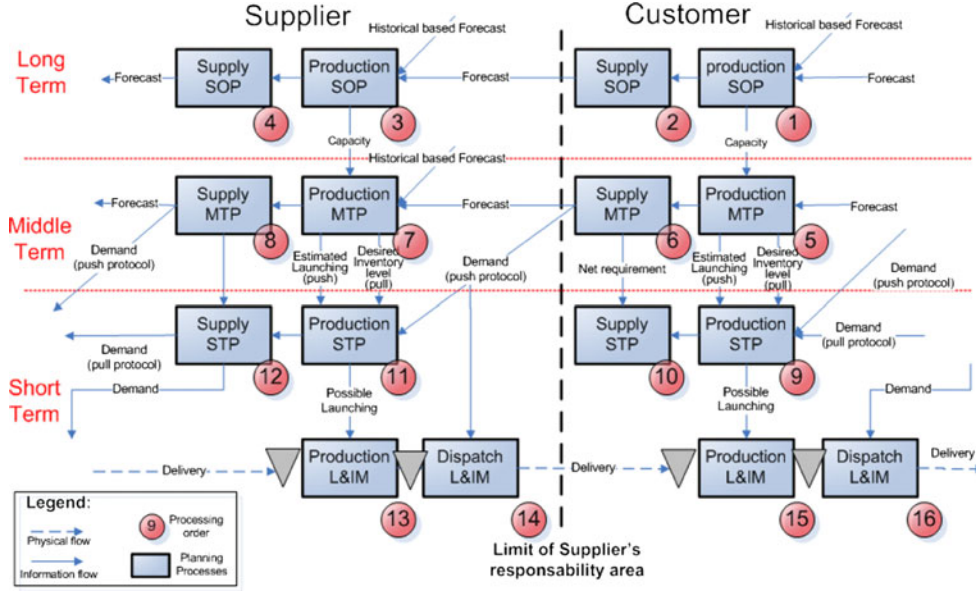 Supplier
Customer
Historical based Forecast
Historical based Forecast
Long
Term
Forecast
Supply
SOP
Production
SOP
Forecast
Supply
SOP
production
SOP
Forecast
4
3
2
1
Capacity
Capacity
Historical based Forecast
Middle
Term
Forecast
Supply
MTP
Production
MTP
Forecast
Supply
MTP
Production
MTP
Forecast
8
7
6
5
Demand
(push protocol)
Estimated
Launching
(push)
Desired
Inventory
level
(pull)
Demand
(push protocol)
Net requirement
Estimated
Launching
(push)
Desired
Inventory
level
(pull)
Demand
(push protocol)
Supply
STP
Production
STP
Supply
STP
Production
STP
Demand
(pull protocol)
Demand
(pull protocol)
12
11
10
9
Short
Term
Demand
Possible
Launching
Possible
Launching
Demand
Delivery
Production
L&IM
Dispatch
L&IM
Delivery
Production
L&IM
Dispatch
L&IM
Delivery
13
14
15
16
Legend:
Physical flow
Information flow
9
Processing
order
Planning
Processes
Limit of Supplier's
responsability area